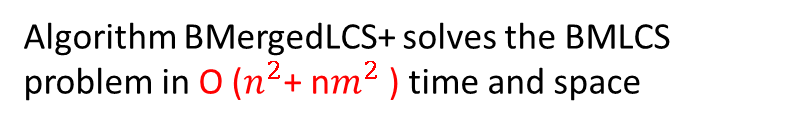 Algorithm BMergedLCS+ solves the BMLCS
problem in O (n²+ nm² ) time and space